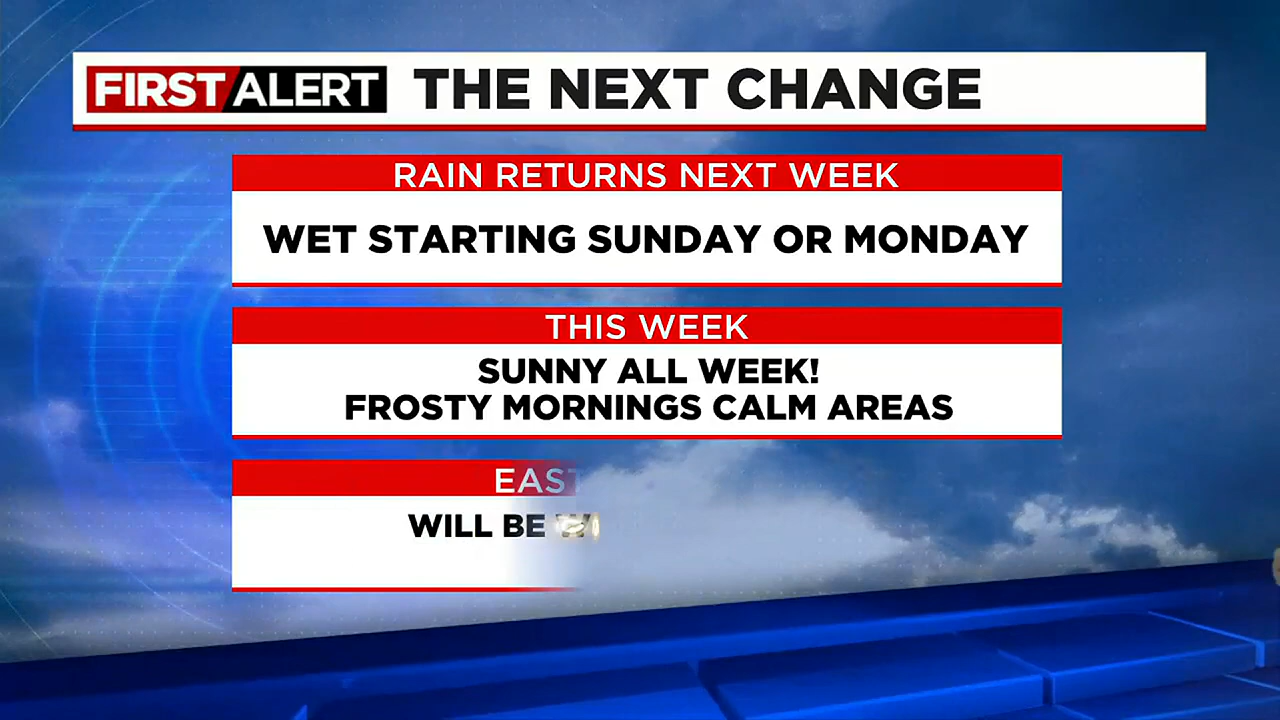 FIRST ALERT THE NEXT CHANGE
RAIN RETURNS NEXT WEEK
WET STARTING SUNDAY OR MONDAY
THIS WEEK
SUNNY ALL WEEK!
FROSTY MORNINGS CALM AREAS
EAST
WILL BE